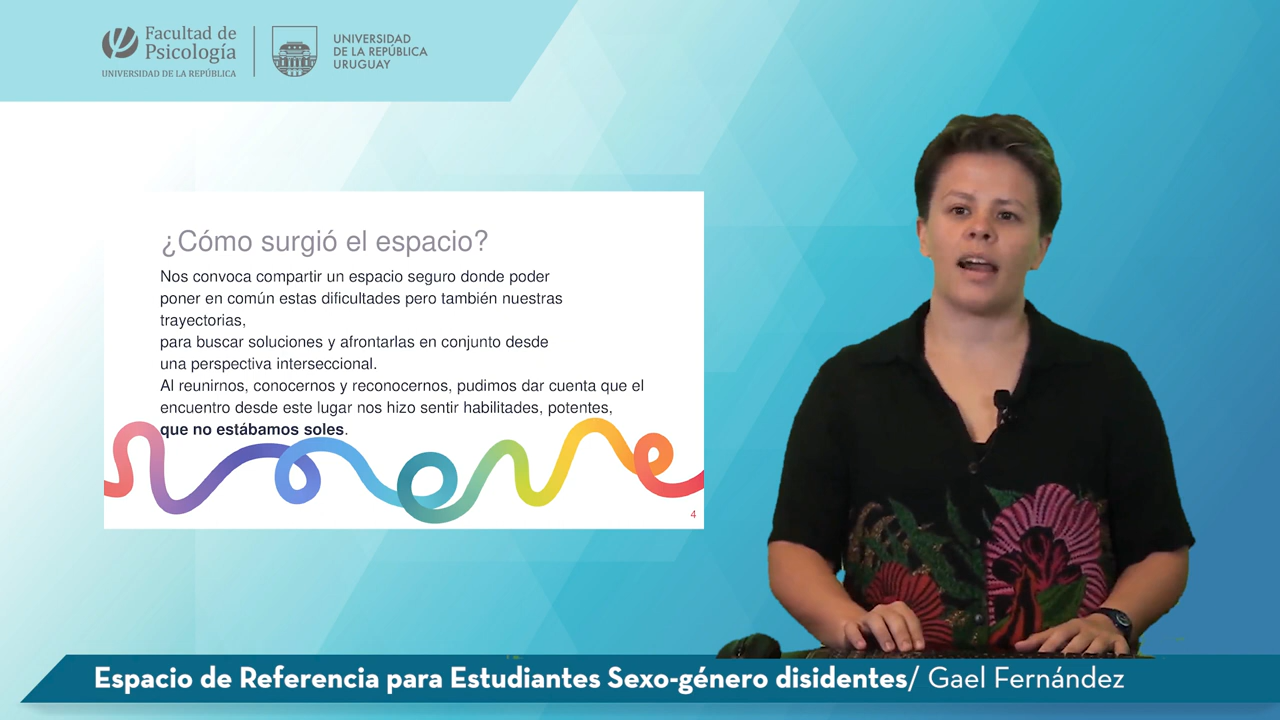 Facultad de
Psicología
UNIVERSIDAD DE LA REPÚBLICA
UNIVERSIDAD
DE LA REPÚBLICA
URUGUAY
¿Cómo surgió el espacio?
Nos convoca compartir un espacio seguro donde poder
poner en común estas dificultades pero también nuestras
trayectorias,
para buscar soluciones y afrontarlas en conjunto desde
una perspectiva interseccional.
Al reunirnos, conocernos y reconocernos, pudimos dar cuenta que el
encuentro desde este lugar nos hizo sentir habilitades, potentes,
que no estábamos soles.
4
Espacio de Referencia para Estudiantes Sexo-género disidentes/ Gael Fernández